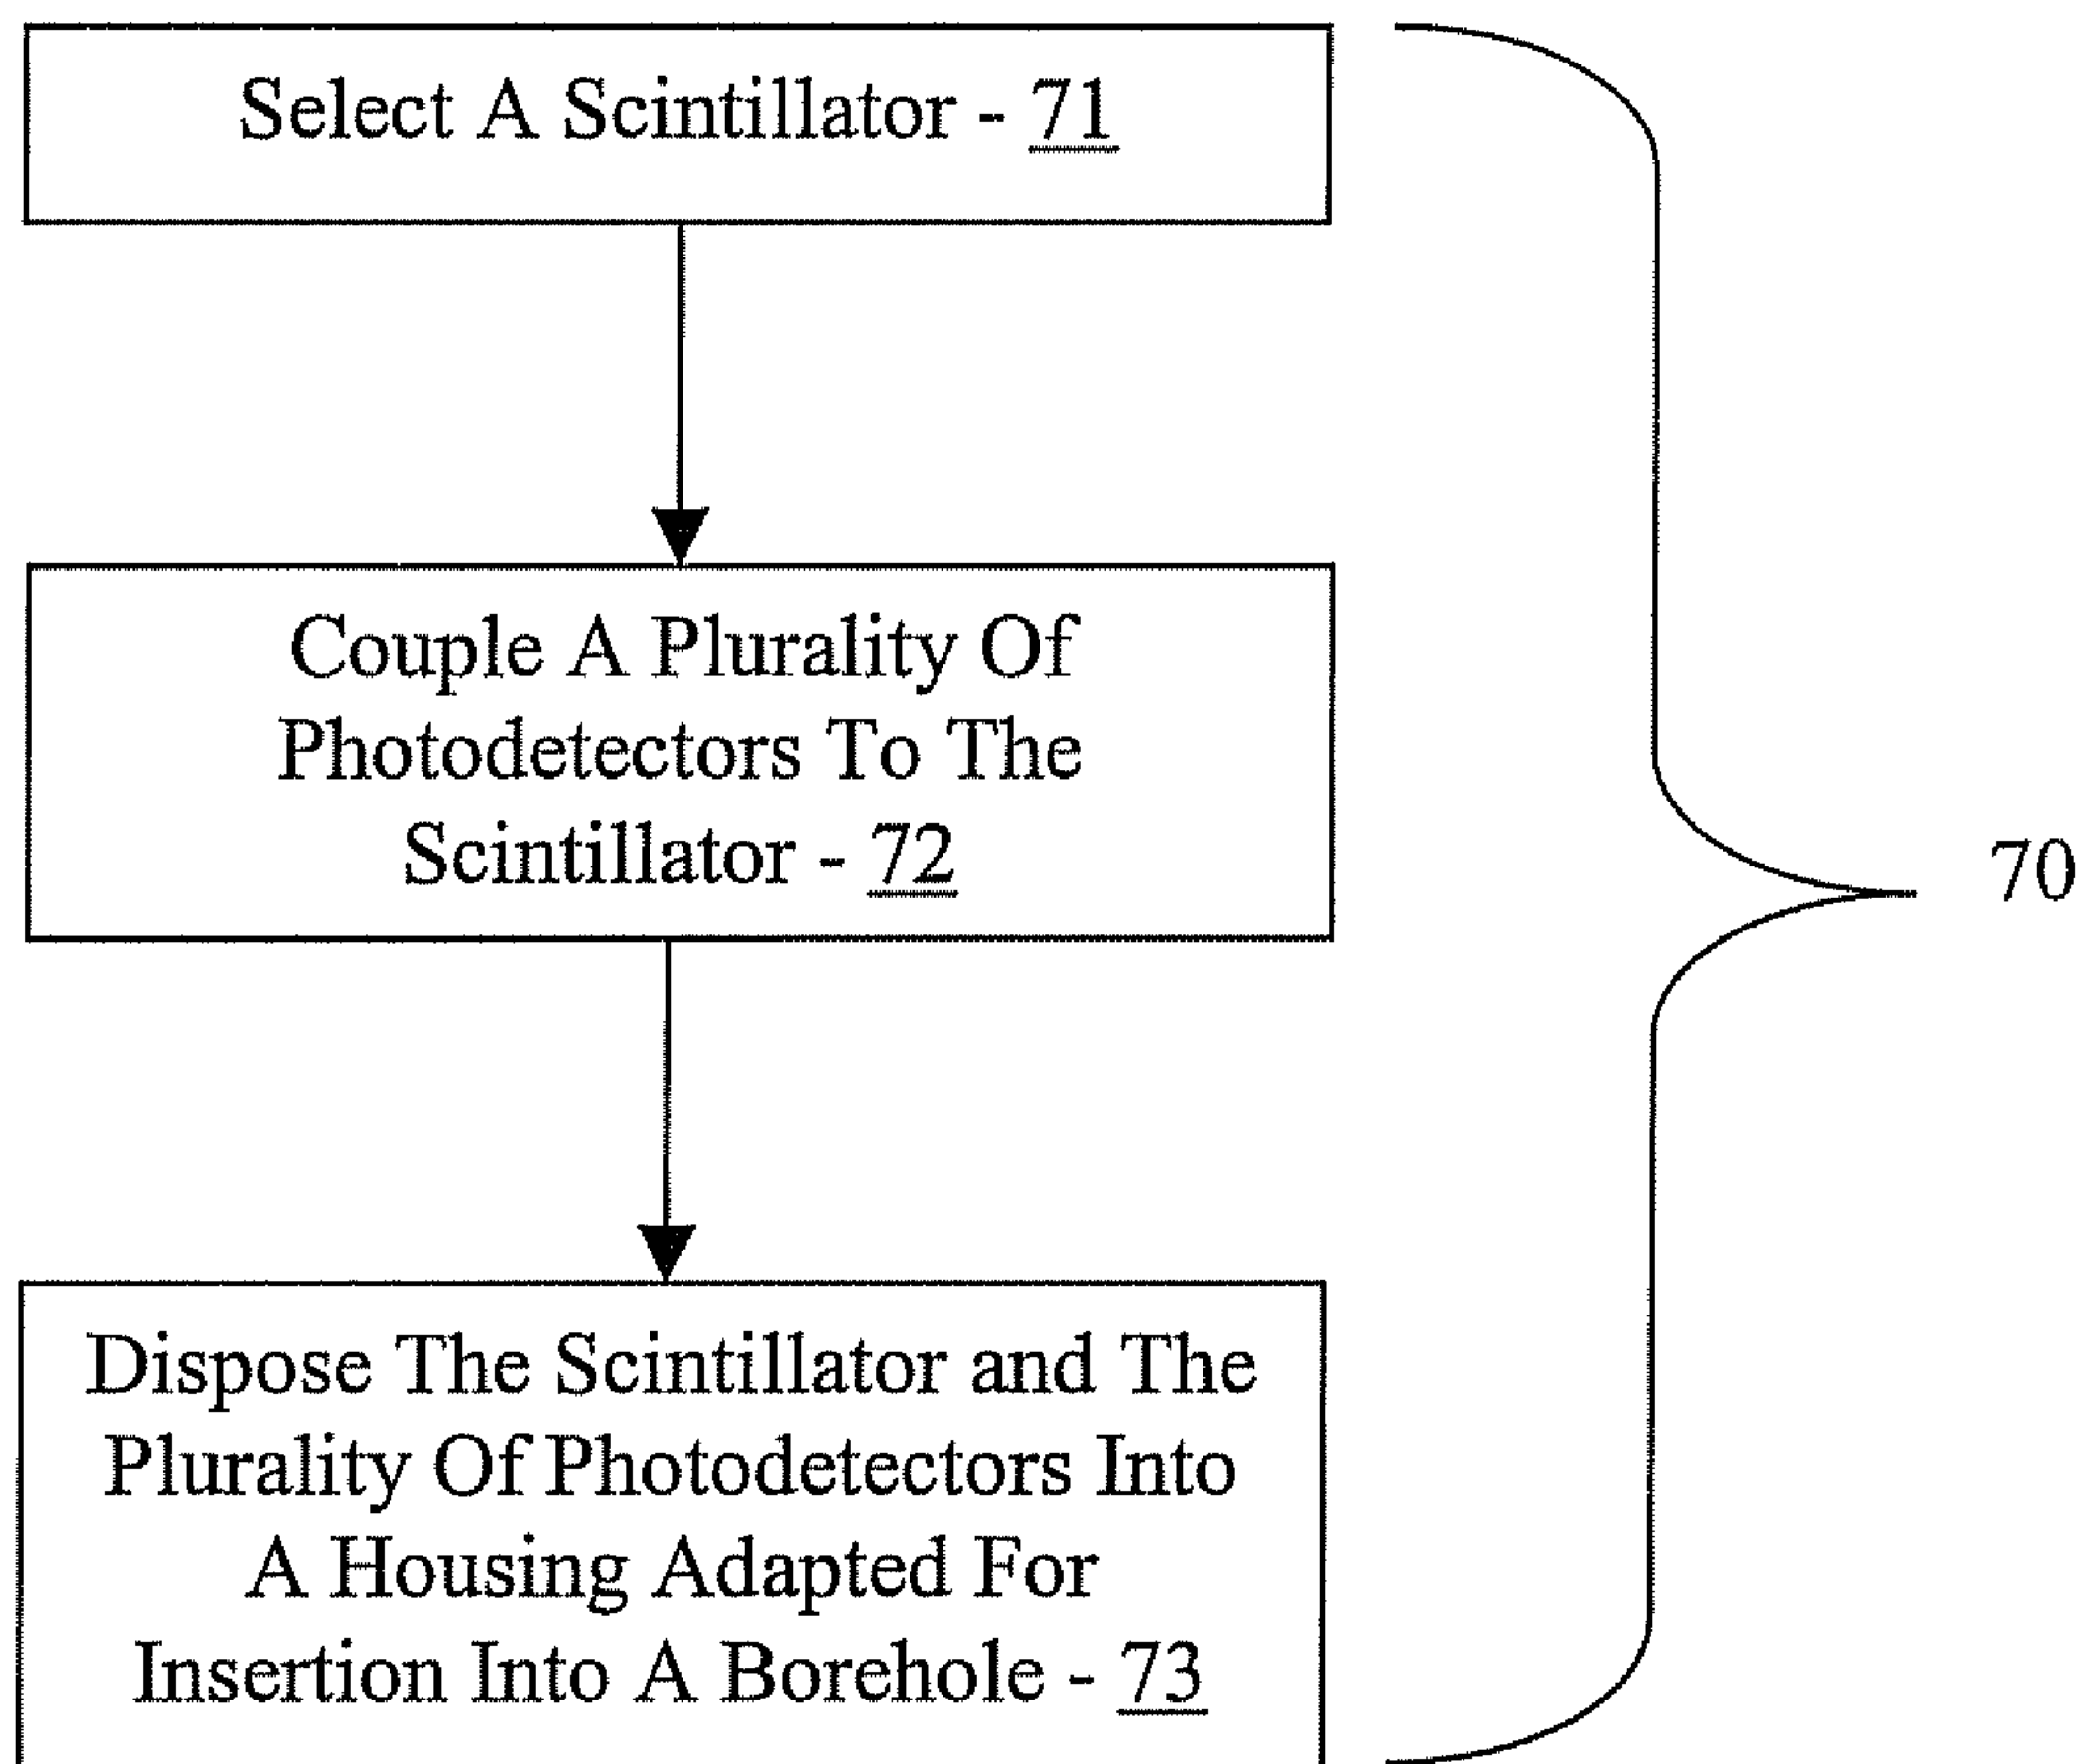 Select A Scintillator - 71
Couple A Plurality Of
Photodetectors To The
Scintillator - 72
70
Dispose The Scintillator and The
Plurality Of Photodetectors Into
A Housing Adapted For
Insertion Into A Borehole - 73